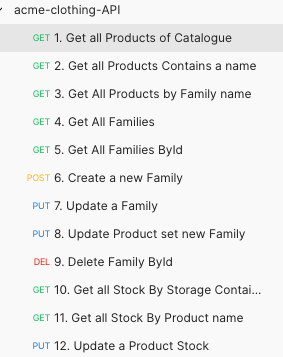 acme-clothing-API
GET 1. Get all Products of Catalogue
GET 2. Get all Products Contains a name
GET 3. Get All Products by Family name
GET 4. Get All Families
GET 5. Get All Families ById
POST 6. Create a new Family
PUT 7. Update a Family
PUT 8. Update Product set new Family
DEL 9. Delete Family ById
GET 10. Get all Stock By Storage Contai...
GET 11. Get all Stock By Product name
PUT 12. Update a Product Stock